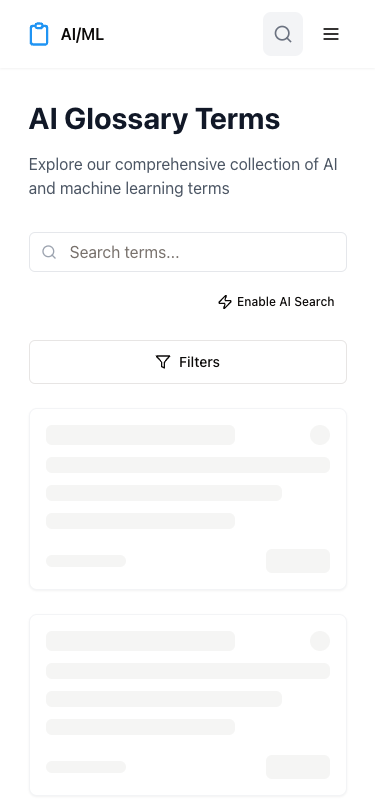 AI/ML
AI Glossary Terms
Explore our comprehensive collection of AI
and machine learning terms
Search terms...
Enable AI Search
Filters